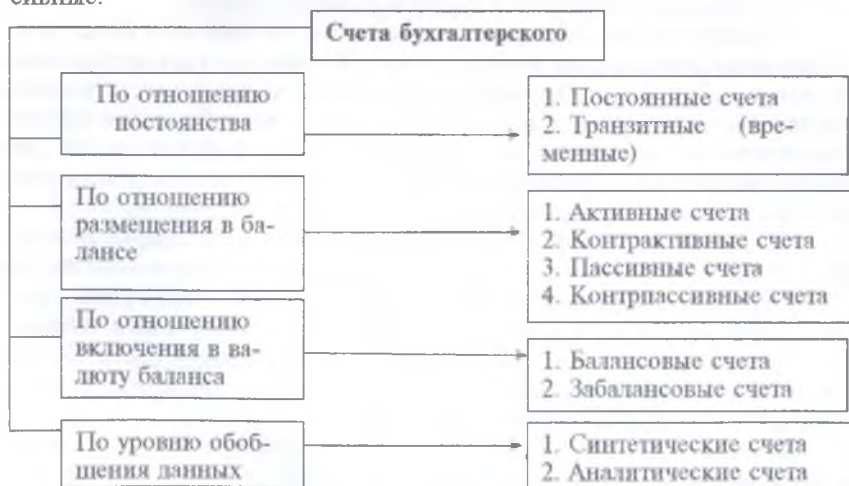 сивные.
Счета бухгалтерского
По отношению
постоянства
1. Постоянные счета
2. Транзитные (вре-
менные)
По отношению
размещения в ба-
лансе
1. Активные счета
2. Контрактивные счета
3. Пассивные счета
4. Контрпассивные счета
По отношению
включения в ва-
люту баланса
1. Балансовые счета
2. Забалансовые счета
По уровню обоб-
щения данных
1. Синтетические счета
2. Аналитические счета